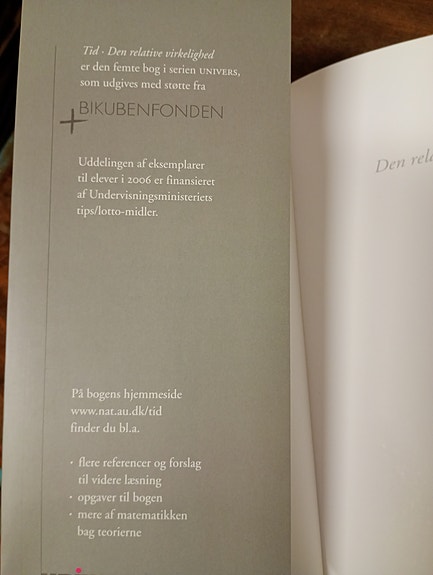 Tid · Den relative virkelighed
er den femte bog i serien UNIVERS,
som udgives med støtte fra
BIKUBENFONDEN
Uddelingen af eksemplarer
til elever i 2006 er finansieret
af Undervisningsministeriets
tips/lotto-midler.
På bogens hjemmeside
www.nat.au.dk/tid
finder du bl.a.
· flere referencer og forslag
til videre læsning
· opgaver til bogen
· mere af matematikken
bag teorierne
Den